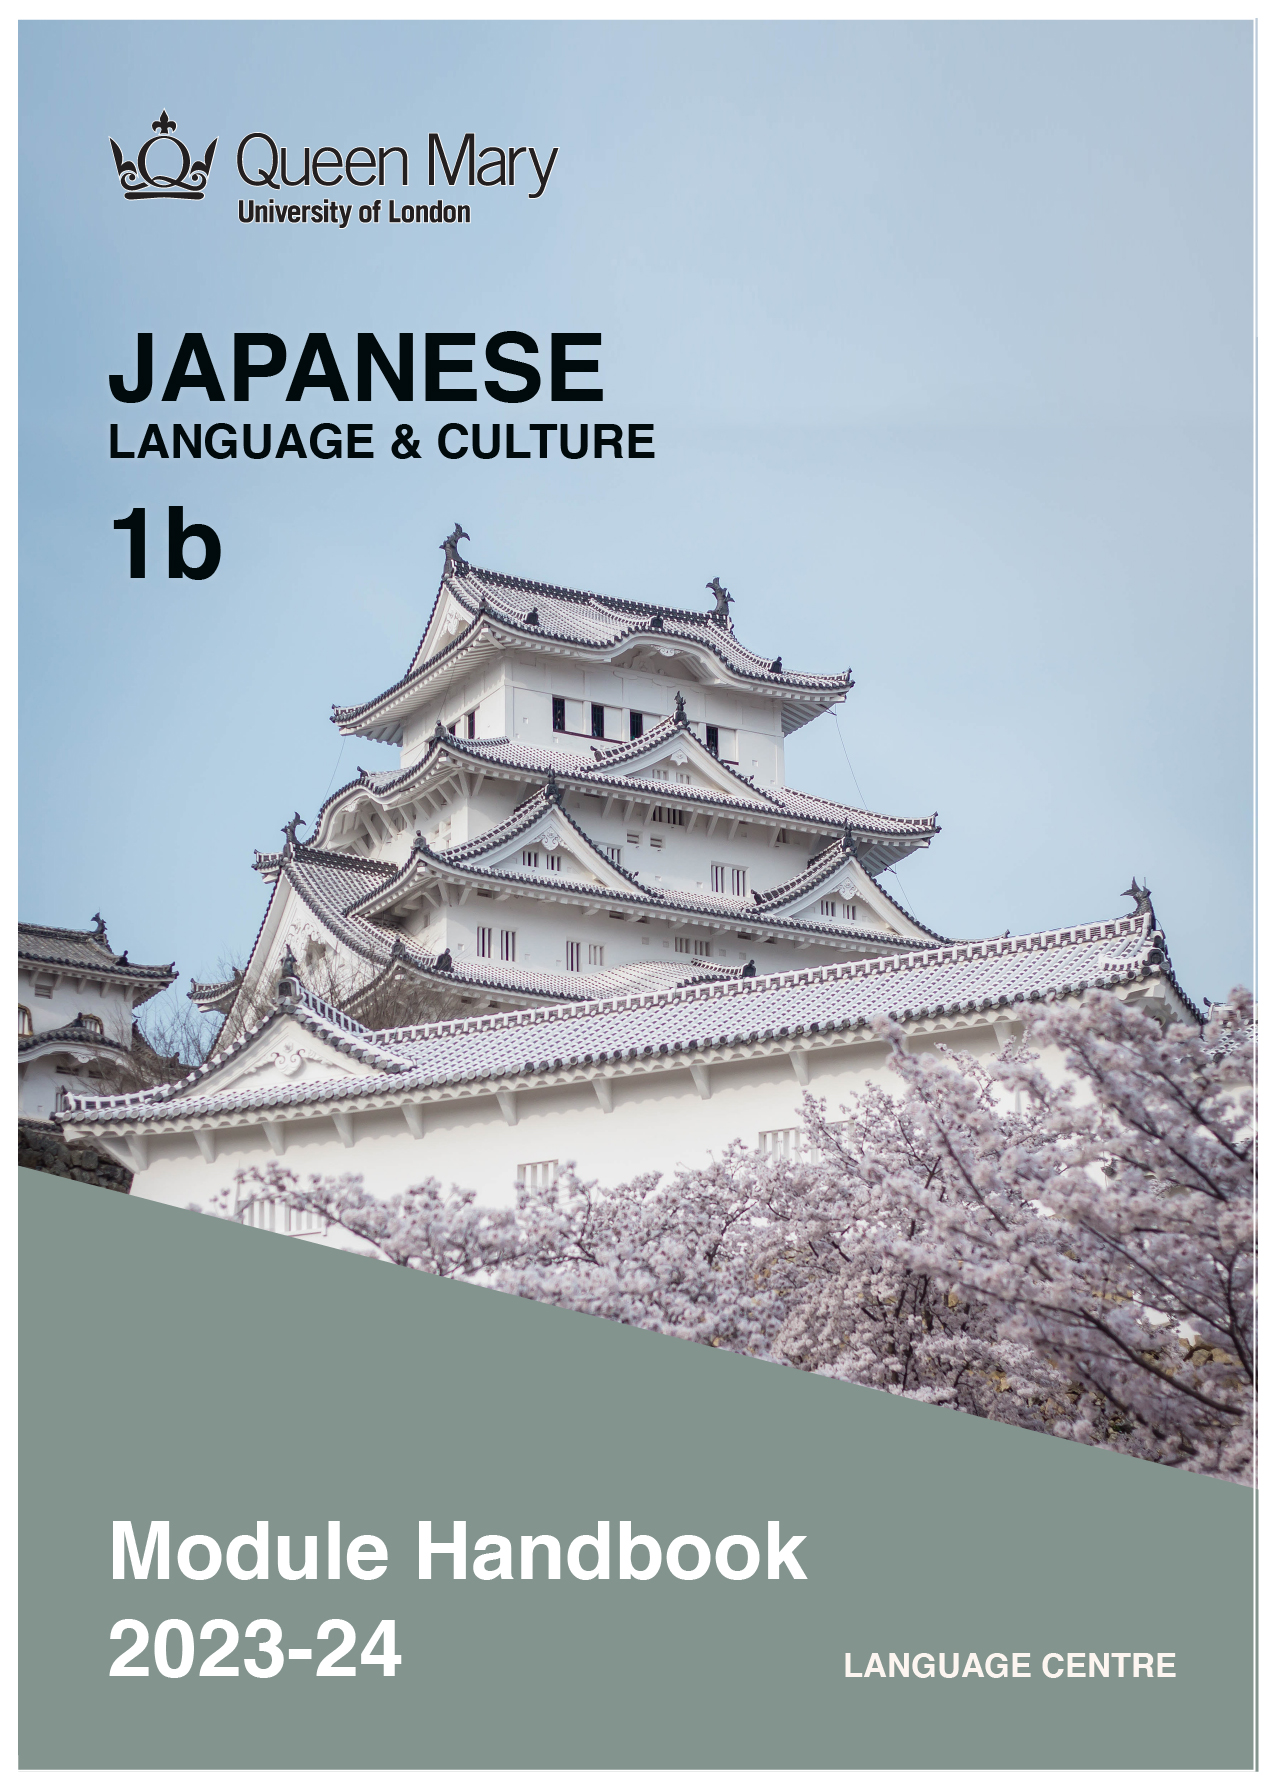 Queen Mary
University of London
JAPANESE
LANGUAGE & CULTURE
1b
Module Handbook
2023-24
LANGUAGE CENTRE